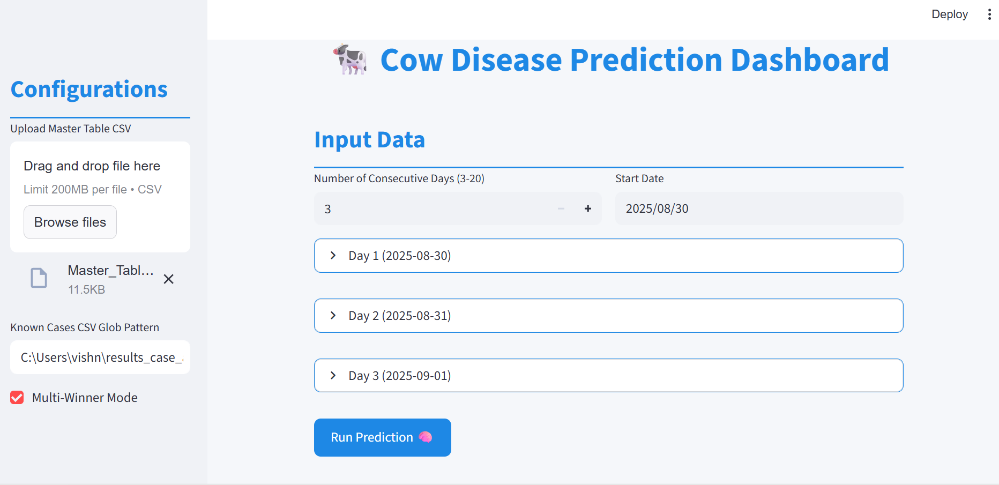 Deploy
Cow Disease Prediction Dashboard
Configurations
Upload Master Table CSV
Drag and drop file here
Limit 200MB per file • CSV
Browse files
Master_Tabl...
11.5KB
Known Cases CSV Glob Pattern
C:\Users\vishn\results_case_
Multi-Winner Mode
Input Data
Number of Consecutive Days (3-20)
Start Date
3
2025/08/30
Day 1 (2025-08-30)
Day 2 (2025-08-31)
Day 3 (2025-09-01)
Run Prediction